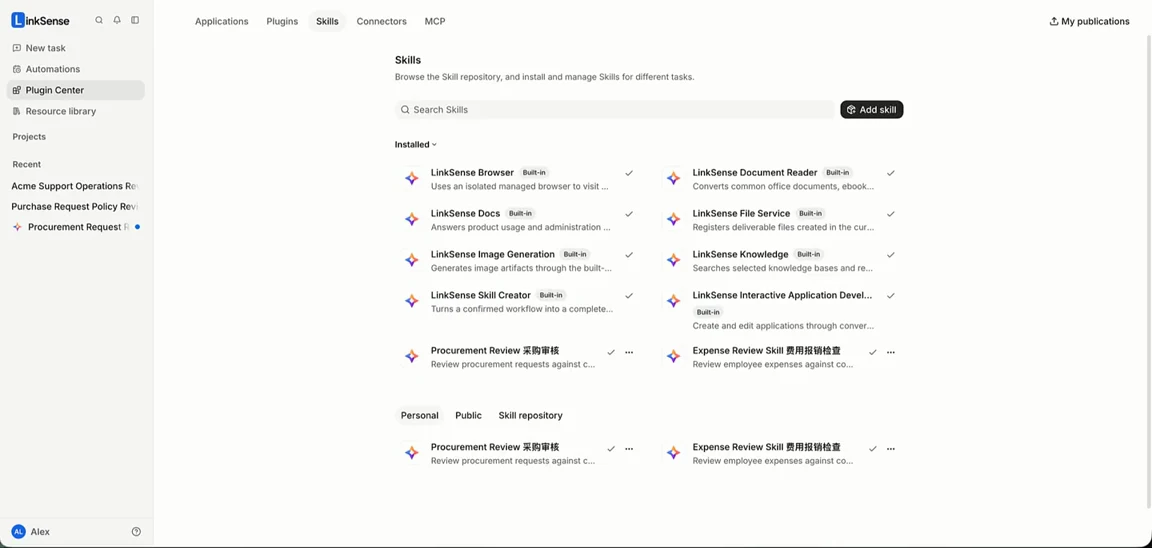 LinkSense
New task
Automations
Plugin Center
Resource library
Projects
Recent
Acme Support Operations Re
Purchase Request Policy Rev
Procurement Request R
AL Alex
Applications Plugins Skills Connectors MCP
My publications
Skills
Browse the Skill repository, and install and manage Skills for different tasks.
Search Skills
Add skill
Installed
LinkSense Browser Built-in
Uses an isolated managed browser to visit ...
LinkSense Document Reader Built-in
Converts common office documents, ebook...
LinkSense Docs Built-in
Answers product usage and administration ...
LinkSense File Service Built-in
Registers deliverable files created in the cur...
LinkSense Image Generation Built-in
Generates image artifacts through the built-...
LinkSense Knowledge Built-in
Searches selected knowledge bases and re...
LinkSense Skill Creator Built-in
Turns a confirmed workflow into a complete...
LinkSense Interactive Application Devel...
Built-in
Create and edit applications through conver...
Procurement Review 采购审核
Review procurement requests against c...
Expense Review Skill 费用报销检查
Review employee expenses against co...
Personal Public Skill repository
Procurement Review 采购审核
Review procurement requests against c...
Expense Review Skill 费用报销检查
Review employee expenses against co...